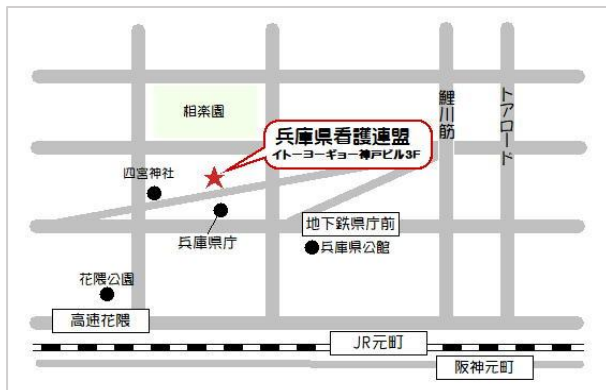 相楽園
兵庫県看護連盟
イトーヨーギョー神戸ビル3F
鯉川筋
トアロード
四宮神社
兵庫県庁
地下鉄県庁前
兵庫県公館
花隈公園
高速花隈
JR元町
阪神元町